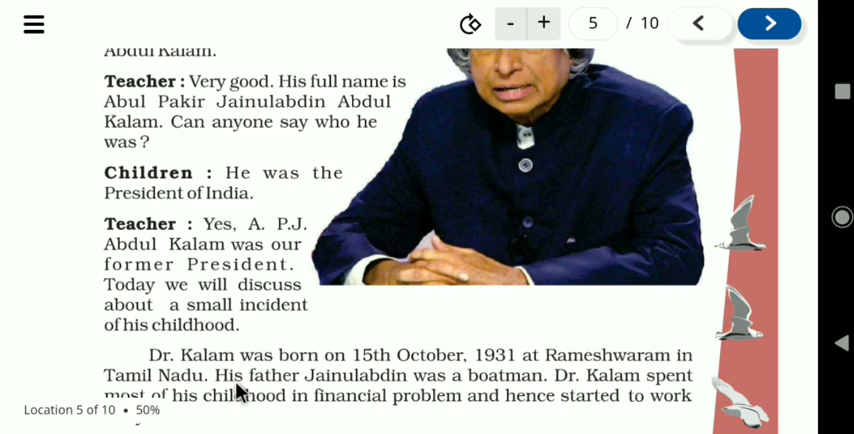 5 / 10
Abdul Kalam.
Teacher : Very good. His full name is
Abul Pakir Jainulabdin Abdul
Kalam. Can anyone say who he
was ?
Children : He was the
President of India.
Teacher : Yes, A. P.J.
Abdul Kalam was our
former President.
Today we will discuss
about a small incident
of his childhood.
Dr. Kalam was born on 15th October, 1931 at Rameshwaram in
Tamil Nadu. His father Jainulabdin was a boatman. Dr. Kalam spent
most of his childhood in financial problem and hence started to work
Location 5 of 10 • 50%